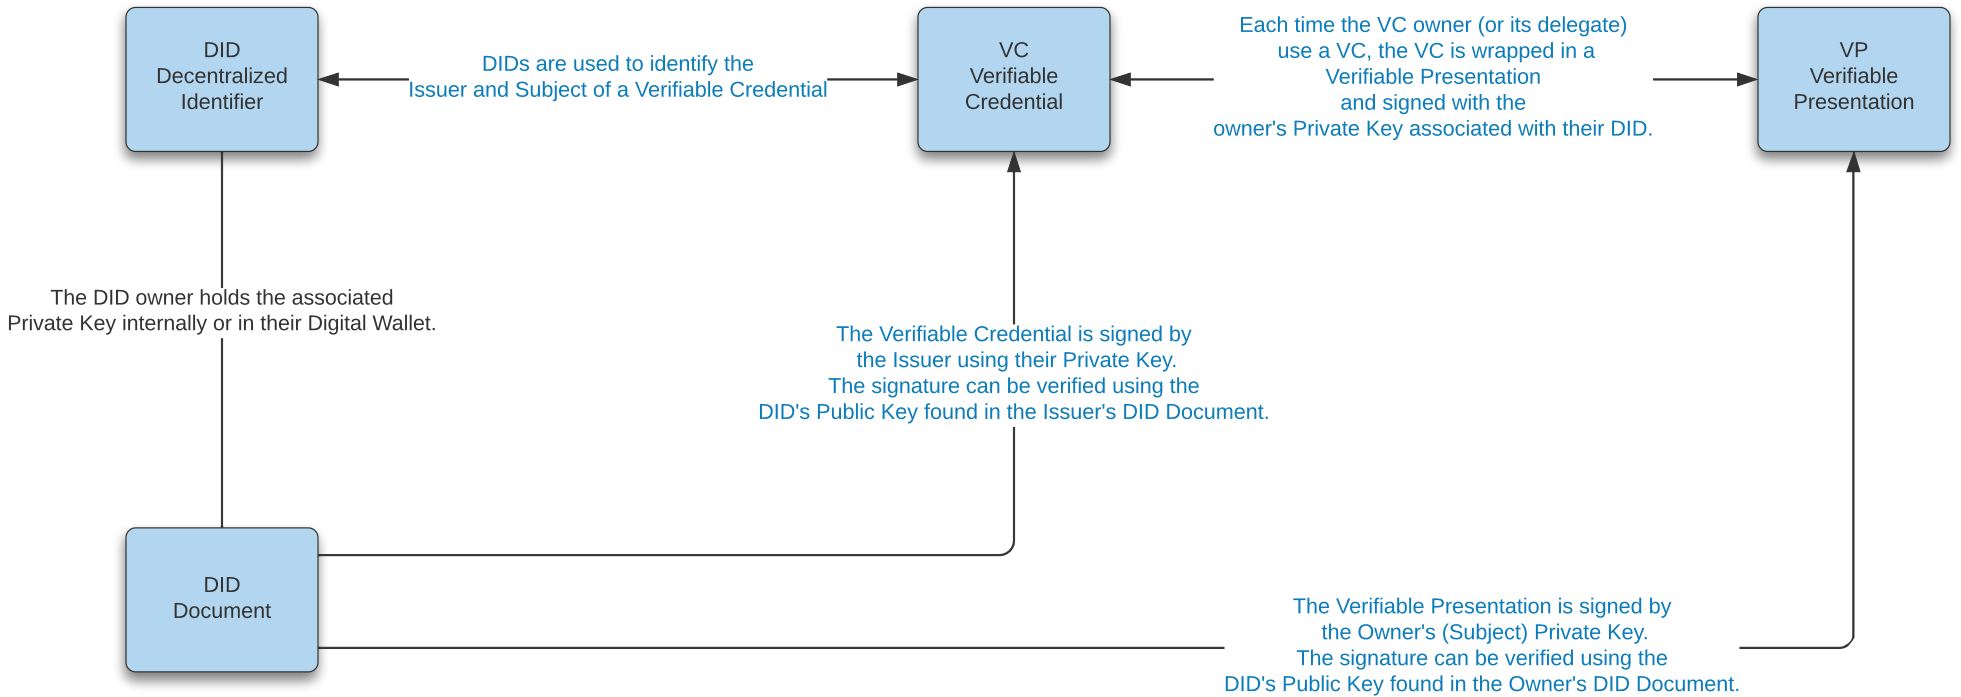 DID
Decentralized
Identifier
DIDs are used to identify the
Issuer and Subject of a Verifiable Credential
VC
Verifiable
Credential
Each time the VC owner (or its delegate)
use a VC, the VC is wrapped in a
Verifiable Presentation
and signed with the
owner's Private Key associated with their DID.
VP
Verifiable
Presentation
The DID owner holds the associated
Private Key internally or in their Digital Wallet.
The Verifiable Credential is signed by
the Issuer using their Private Key.
The signature can be verified using the
DID's Public Key found in the Issuer's DID Document.
DID
Document
The Verifiable Presentation is signed by
the Owner's (Subject) Private Key.
The signature can be verified using the
DID's Public Key found in the Owner's DID Document.